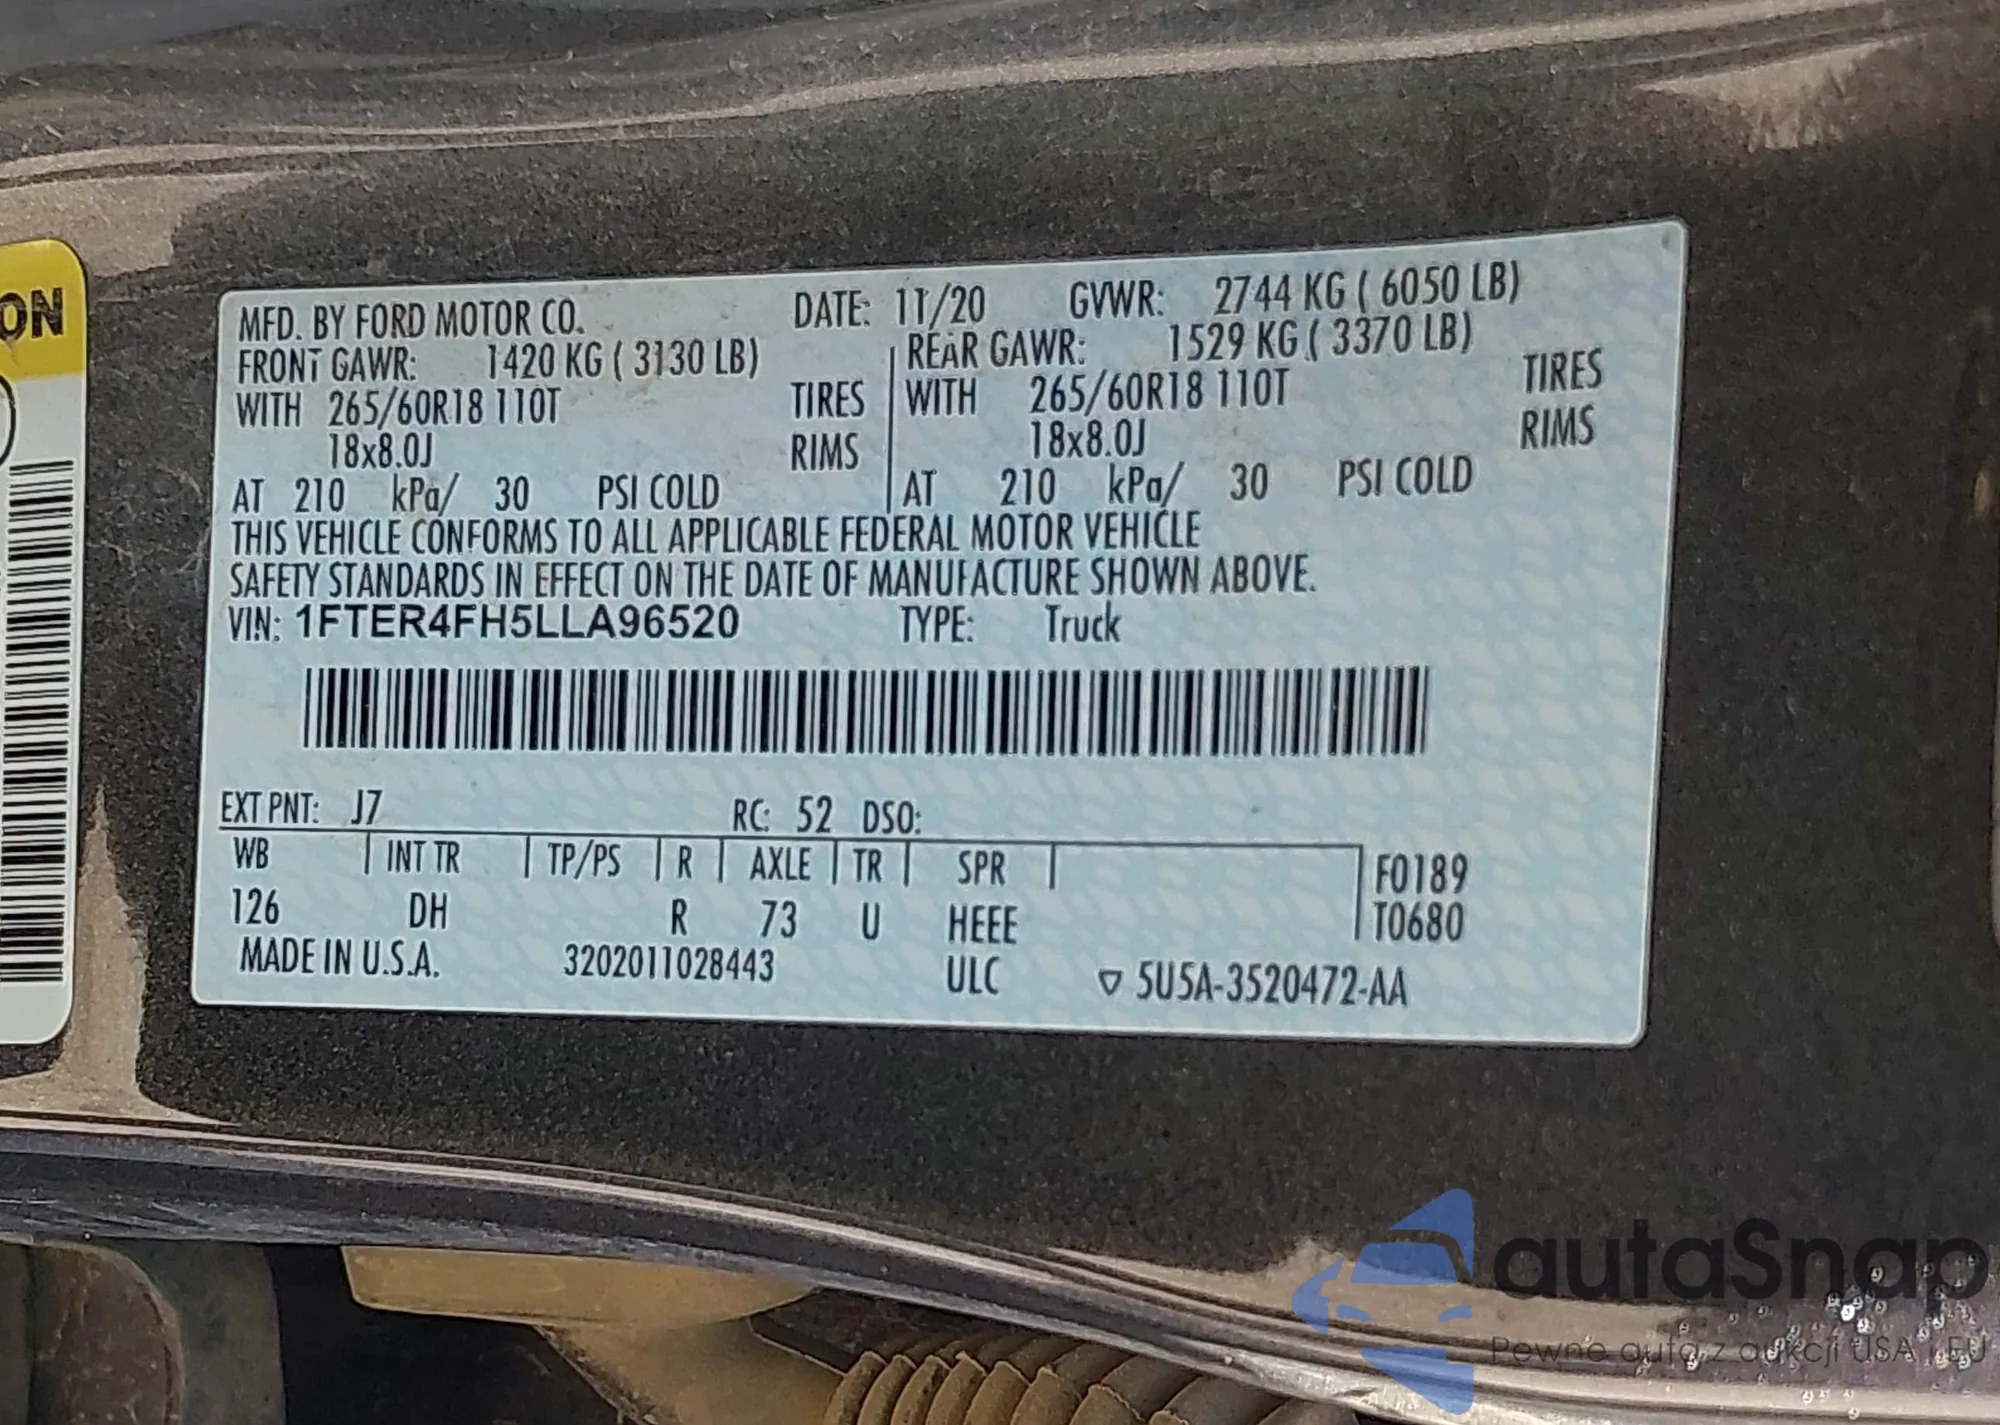 ON
MFD. BY FORD MOTOR CO. DATE: 11/20 GVWR: 2744 KG ( 6050 LB)
FRONT GAWR: 1420 KG ( 3130 LB) REAR GAWR: 1529 KG ( 3370 LB)
WITH 265/60R18 110T TIRES WITH 265/60R18 110T TIRES
18x8.0J RIMS 18x8.0J RIMS
AT 210 kPa/ 30 PSI COLD AT 210 kPa/ 30 PSI COLD
THIS VEHICLE CONFORMS TO ALL APPLICABLE FEDERAL MOTOR VEHICLE
SAFETY STANDARDS IN EFFECT ON THE DATE OF MANUFACTURE SHOWN ABOVE.
VIN: 1FTER4FH5LLA96520 TYPE: Truck
EXT PNT: J7 RC: 52 DSO:
WB INT TR TP/PS R AXLE TR SPR F0189
126 DH R 73 U HEEE T0680
MADE IN U.S.A. 3202011028443 ULC 5U5A-3520472-AA
autaSnap
Pewne auta z aukcji USA i EU